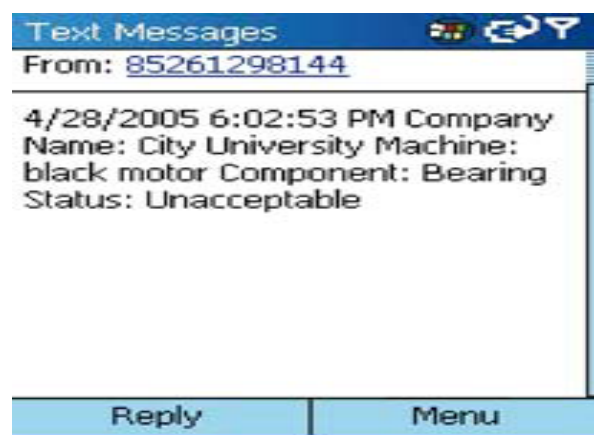 Text Messages
From: 85261298144
4/28/2005 6:02:53 PM Company
Name: City University Machine:
black motor Component: Bearing
Status: Unacceptable
Reply Menu